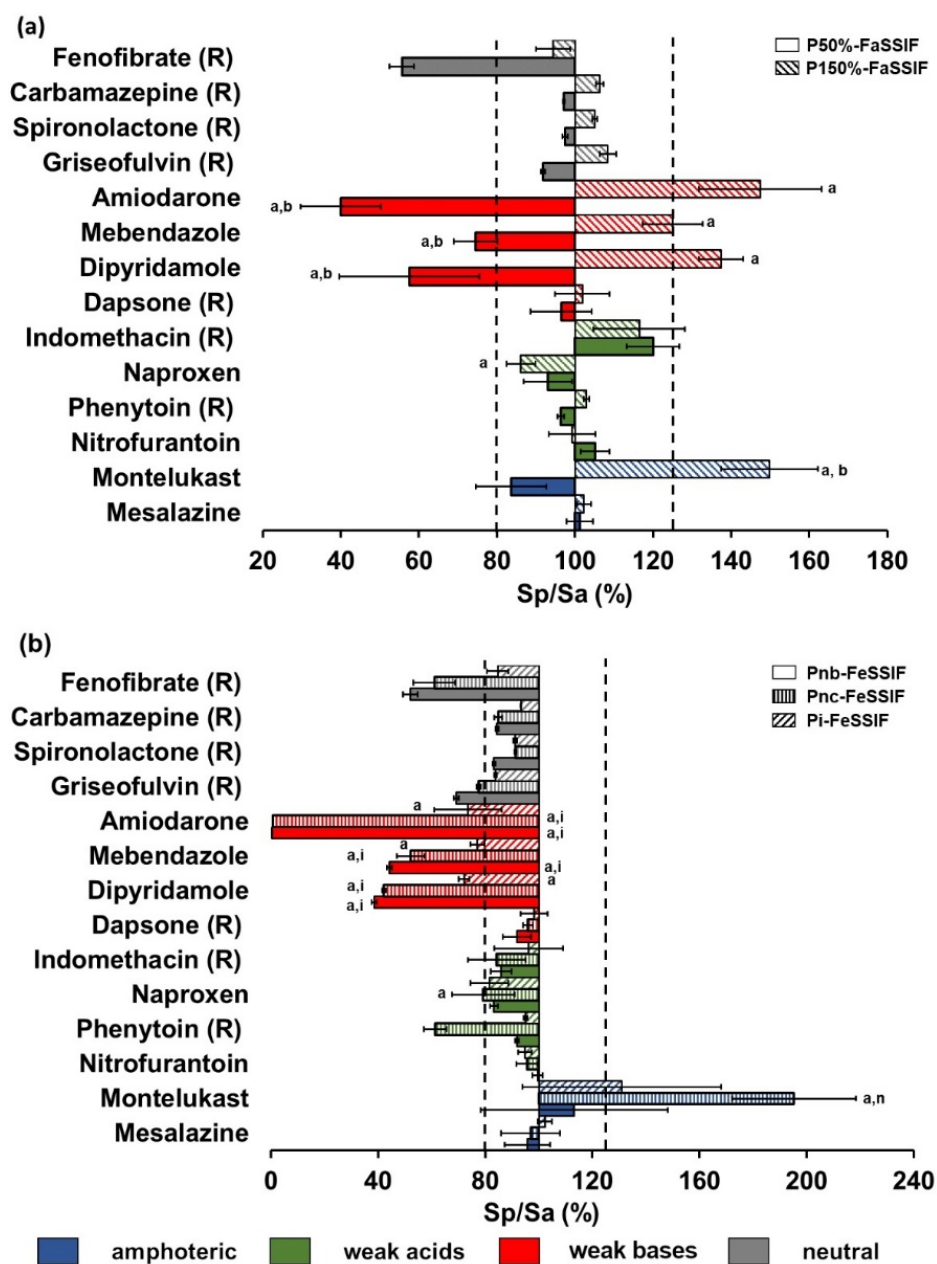 (a)
P50%-FaSSIF
P150%-FaSSIF
Fenofibrate (R)
Carbamazepine (R)
Spironolactone (R)
Griseofulvin (R)
Amiodarone
a
a,b
Mebendazole
a
a,b
Dipyridamole
a
a,b
Dapsone (R)
Indomethacin (R)
Naproxen
a
Phenytoin (R)
Nitrofurantoin
Montelukast
a, b
Mesalazine
20 40 60 80 100 120 140 160 180
Sp/Sa (%)
(b)
Pnb-FeSSIF
Pnc-FeSSIF
Pi-FeSSIF
Fenofibrate (R)
Carbamazepine (R)
Spironolactone (R)
Griseofulvin (R)
a
Amiodarone
a,i
a,i
a
Mebendazole
a,i
a,i
a
Dipyridamole
a,i
a,i
Dapsone (R)
Indomethacin (R)
Naproxen
a
Phenytoin (R)
Nitrofurantoin
Montelukast
a,n
Mesalazine
0 40 80 120 160 200 240
Sp/Sa (%)
amphoteric weak acids weak bases neutral